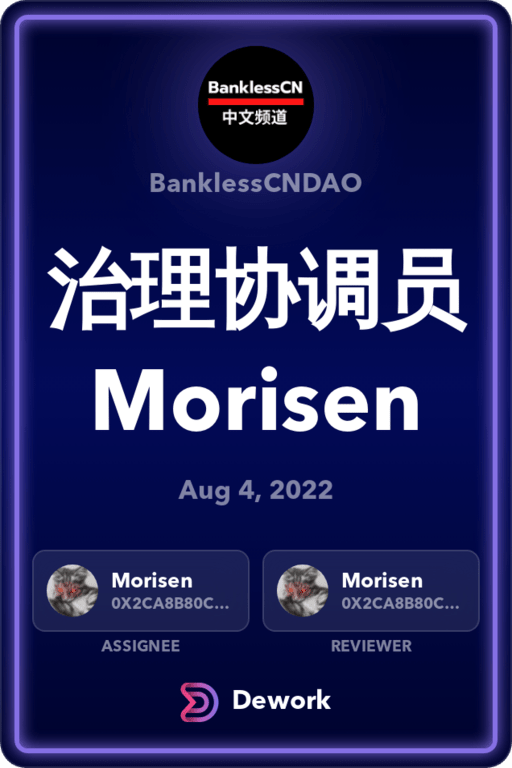 BanklessCN
中文频道
BanklessCNDAO
治理协调员
Morisen
Aug 4, 2022
Morisen
0X2CA8B80C...
ASSIGNEE
Morisen
0X2CA8B80C...
REVIEWER
Dework